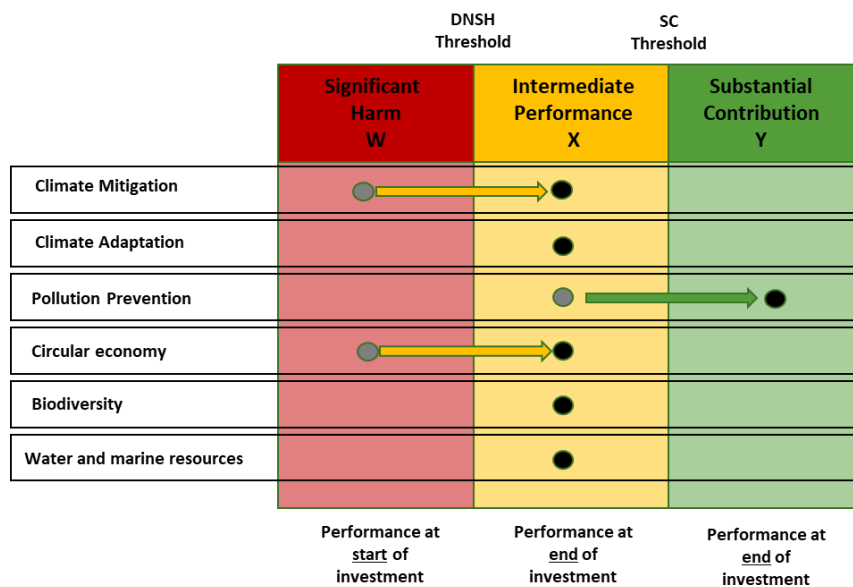 DNSH
Threshold
SC
Threshold
Significant
Harm
W
Intermediate
Performance
X
Substantial
Contribution
Y
Climate Mitigation
Climate Adaptation
Pollution Prevention
Circular economy
Biodiversity
Water and marine resources
Performance at
start of
investment
Performance at
end of
investment
Performance at
end of
investment